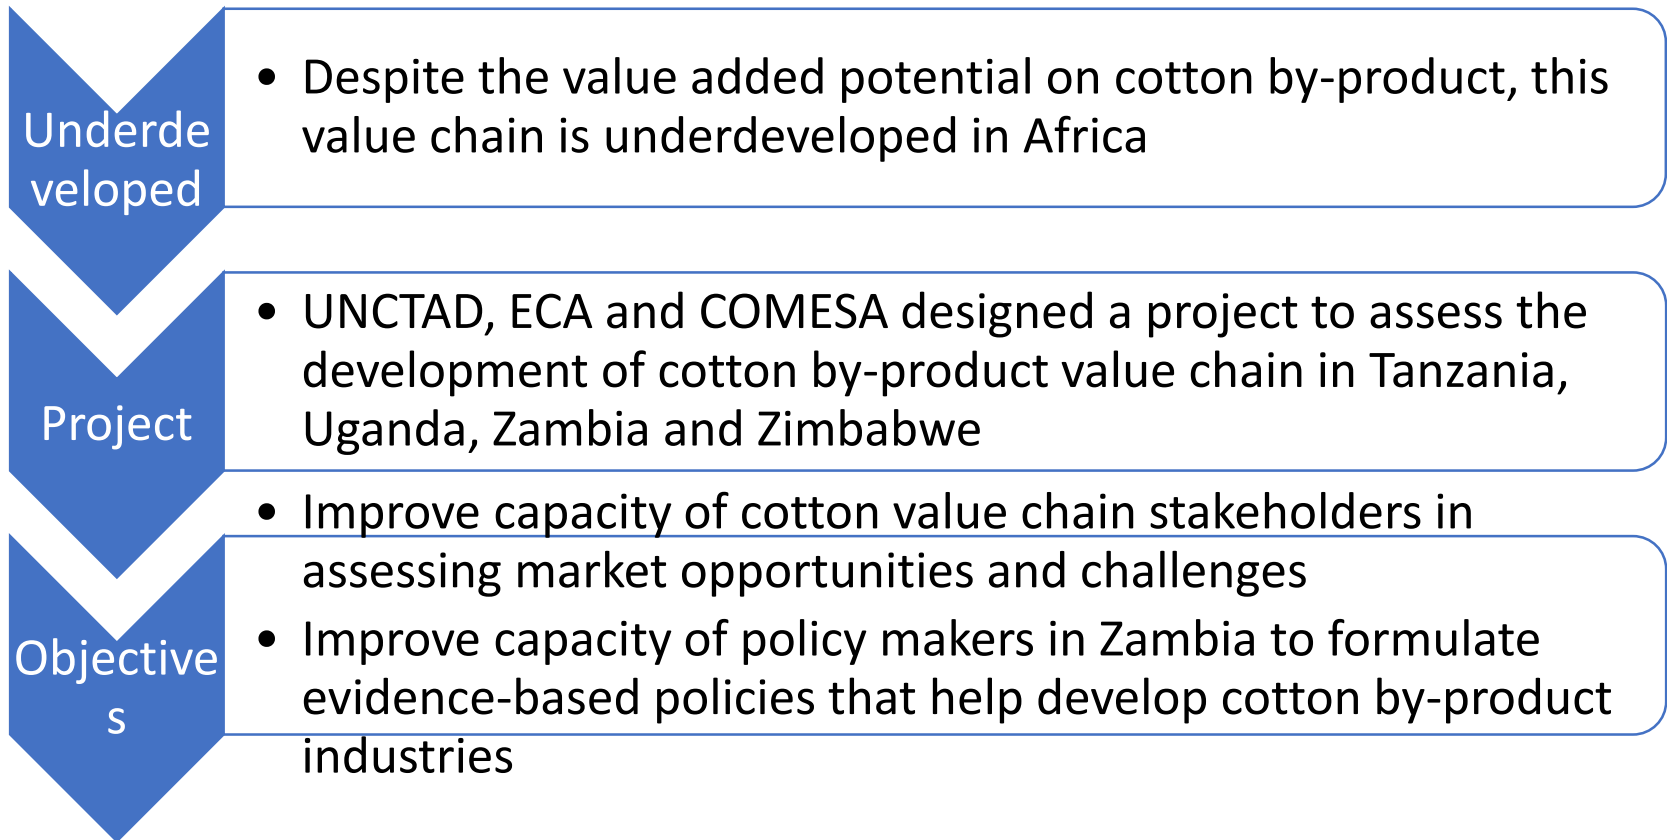 Underde
veloped
• Despite the value added potential on cotton by-product, this
value chain is underdeveloped in Africa
Project
• UNCTAD, ECA and COMESA designed a project to assess the
development of cotton by-product value chain in Tanzania,
Uganda, Zambia and Zimbabwe
Objective
s
• Improve capacity of cotton value chain stakeholders in
assessing market opportunities and challenges
• Improve capacity of policy makers in Zambia to formulate
evidence-based policies that help develop cotton by-product
industries